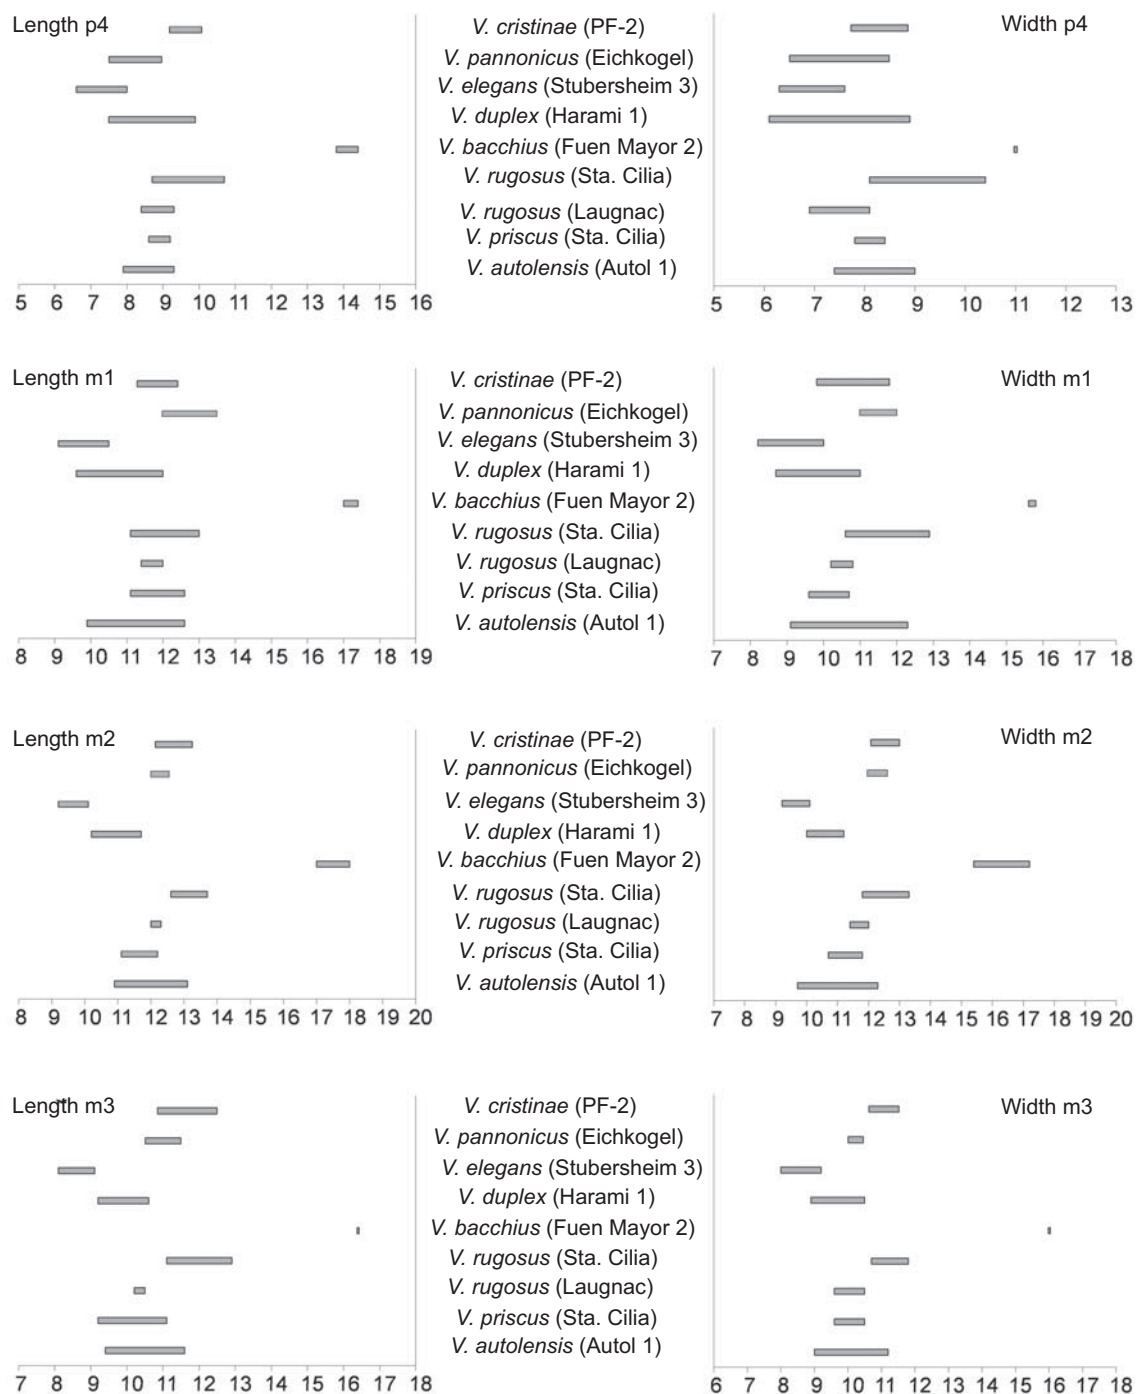 Length p4
V. cristinae (PF-2)
Width p4
V. pannonicus (Eichkogel)
V. elegans (Stubersheim 3)
V. duplex (Harami 1)
V. bacchius (Fuen Mayor 2)
V. rugosus (Sta. Cilia)
V. rugosus (Laugnac)
V. priscus (Sta. Cilia)
V. autolensis (Autol 1)
5 6 7 8 9 10 11 12 13 14 15 16
5 6 7 8 9 10 11 12 13
Length m1
V. cristinae (PF-2)
Width m1
V. pannonicus (Eichkogel)
V. elegans (Stubersheim 3)
V. duplex (Harami 1)
V. bacchius (Fuen Mayor 2)
V. rugosus (Sta. Cilia)
V. rugosus (Laugnac)
V. priscus (Sta. Cilia)
V. autolensis (Autol 1)
8 9 10 11 12 13 14 15 16 17 18 19
7 8 9 10 11 12 13 14 15 16 17 18
Length m2
V. cristinae (PF-2)
Width m2
V. pannonicus (Eichkogel)
V. elegans (Stubersheim 3)
V. duplex (Harami 1)
V. bacchius (Fuen Mayor 2)
V. rugosus (Sta. Cilia)
V. rugosus (Laugnac)
V. priscus (Sta. Cilia)
V. autolensis (Autol 1)
8 9 10 11 12 13 14 15 16 17 18 19 20
7 8 9 10 11 12 13 14 15 16 17 18 19 20
Length m3
V. cristinae (PF-2)
Width m3
V. pannonicus (Eichkogel)
V. elegans (Stubersheim 3)
V. duplex (Harami 1)
V. bacchius (Fuen Mayor 2)
V. rugosus (Sta. Cilia)
V. rugosus (Laugnac)
V. priscus (Sta. Cilia)
V. autolensis (Autol 1)
7 8 9 10 11 12 13 14 15 16 17 18
6 7 8 9 10 11 12 13 14 15 16 17 18